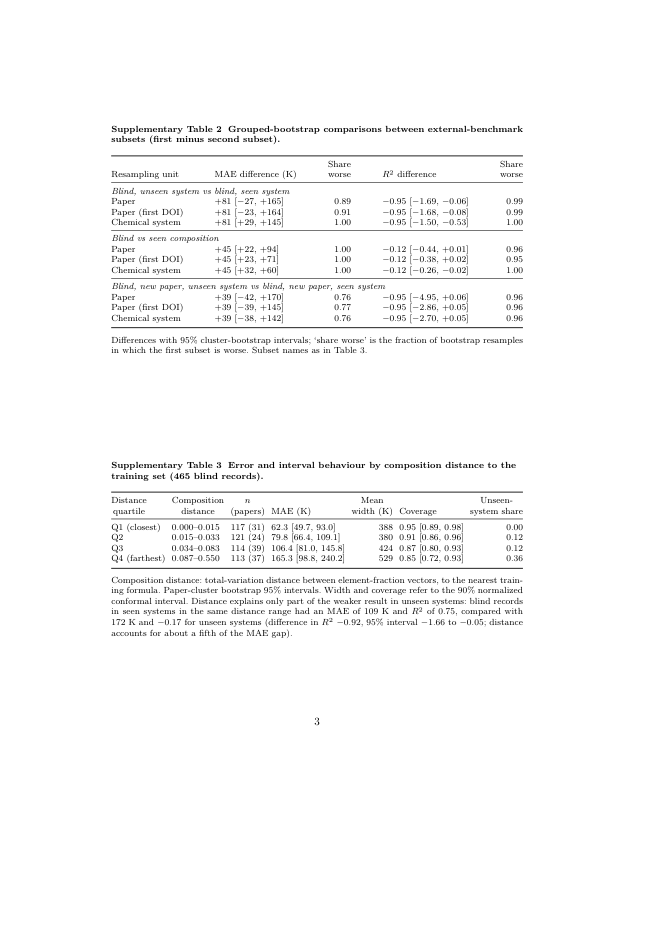 Supplementary Table 2 Grouped-bootstrap comparisons between external-benchmark
subsets (first minus second subset).
Resampling unit MAE difference (K) Share worse R² difference Share worse
Blind, unseen system vs blind, seen system
Paper +81 [−27, +165] 0.89 −0.95 [−1.69, −0.06] 0.99
Paper (first DOI) +81 [−23, +164] 0.91 −0.95 [−1.68, −0.08] 0.99
Chemical system +81 [+29, +145] 1.00 −0.95 [−1.50, −0.53] 1.00
Blind vs seen composition
Paper +45 [+22, +94] 1.00 −0.12 [−0.44, +0.01] 0.96
Paper (first DOI) +45 [+23, +71] 1.00 −0.12 [−0.38, +0.02] 0.95
Chemical system +45 [+32, +60] 1.00 −0.12 [−0.26, −0.02] 1.00
Blind, new paper, unseen system vs blind, new paper, seen system
Paper +39 [−42, +170] 0.76 −0.95 [−4.95, +0.06] 0.96
Paper (first DOI) +39 [−39, +145] 0.77 −0.95 [−2.86, +0.05] 0.96
Chemical system +39 [−38, +142] 0.76 −0.95 [−2.70, +0.05] 0.96
Differences with 95% cluster-bootstrap intervals; ‘share worse’ is the fraction of bootstrap resamples
in which the first subset is worse. Subset names as in Table 3.
Supplementary Table 3 Error and interval behaviour by composition distance to the
training set (465 blind records).
Distance Composition n Mean Unseen-
quartile distance (papers) MAE (K) width (K) Coverage system share
Q1 (closest) 0.000–0.015 117 (31) 62.3 [49.7, 93.0] 388 0.95 [0.89, 0.98] 0.00
Q2 0.015–0.033 121 (24) 79.8 [66.4, 109.1] 380 0.91 [0.86, 0.96] 0.12
Q3 0.034–0.083 114 (39) 106.4 [81.0, 145.8] 424 0.87 [0.80, 0.93] 0.12
Q4 (farthest) 0.087–0.550 113 (37) 165.3 [98.8, 240.2] 529 0.85 [0.72, 0.93] 0.36
Composition distance: total-variation distance between element-fraction vectors, to the nearest train-
ing formula. Paper-cluster bootstrap 95% intervals. Width and coverage refer to the 90% normalized
conformal interval. Distance explains only part of the weaker result in unseen systems: blind records
in seen systems in the same distance range had an MAE of 109 K and R² of 0.75, compared with
172 K and −0.17 for unseen systems (difference in R² −0.92, 95% interval −1.66 to −0.05; distance
accounts for about a fifth of the MAE gap).
3